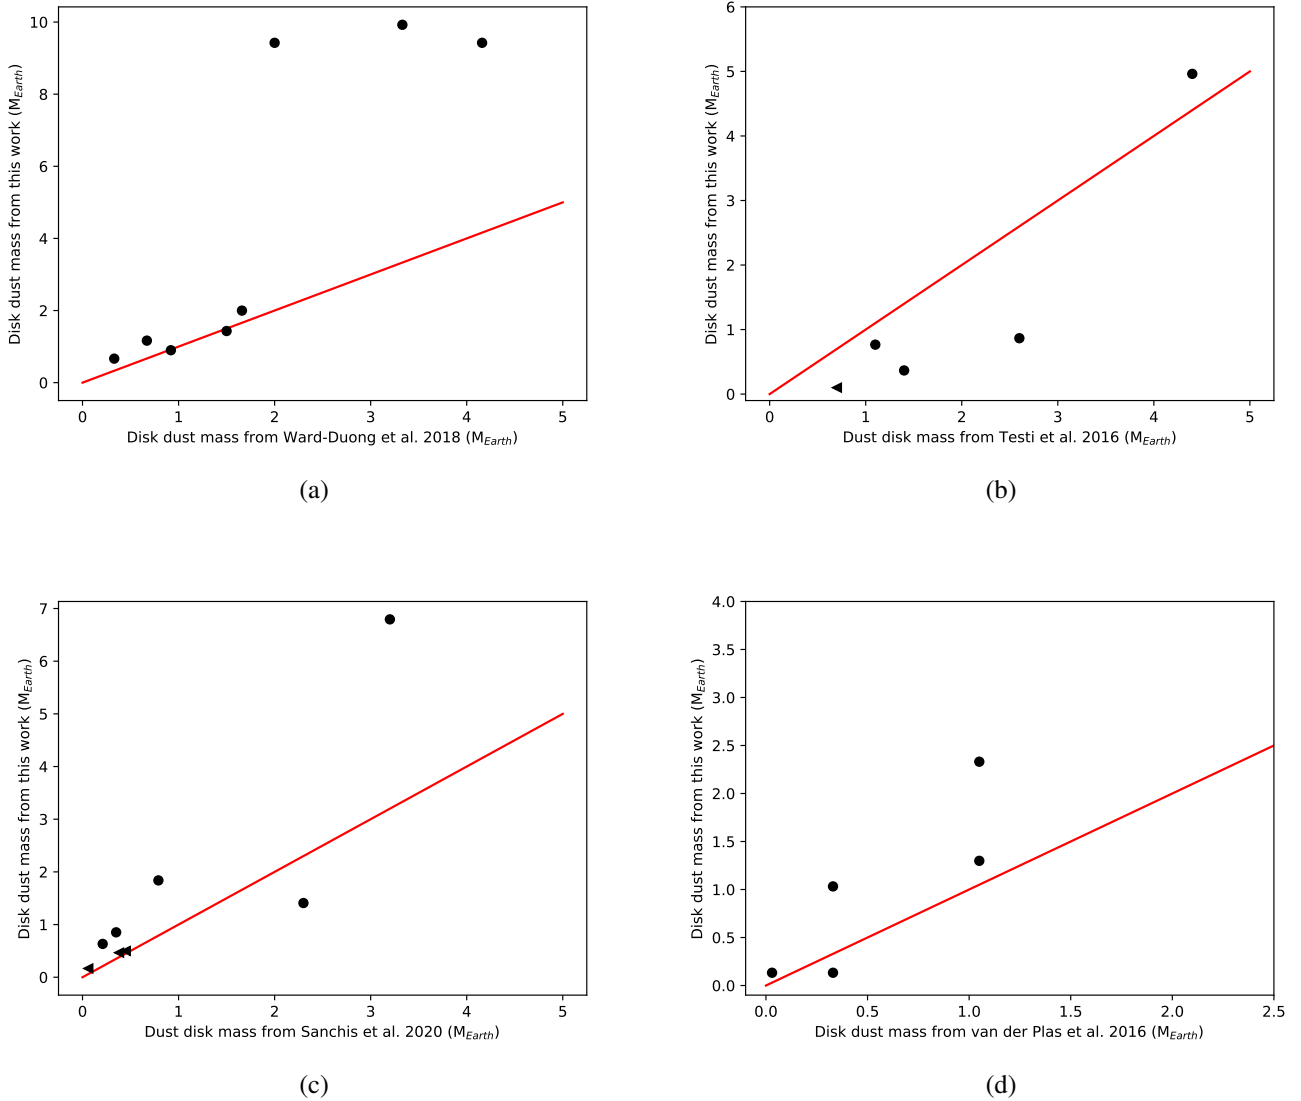 10
8
6
4
2
0
Disk dust mass from this work (M_Earth)
0 1 2 3 4 5
Disk dust mass from Ward-Duong et al. 2018 (M_Earth)
(a)
6
5
4
3
2
1
0
Disk dust mass from this work (M_Earth)
0 1 2 3 4 5
Dust disk mass from Testi et al. 2016 (M_Earth)
(b)
7
6
5
4
3
2
1
0
Disk dust mass from this work (M_Earth)
0 1 2 3 4 5
Dust disk mass from Sanchis et al. 2020 (M_Earth)
(c)
4.0
3.5
3.0
2.5
2.0
1.5
1.0
0.5
0.0
Disk dust mass from this work (M_Earth)
0.0 0.5 1.0 1.5 2.0 2.5
Disk dust mass from van der Plas et al. 2016 (M_Earth)
(d)